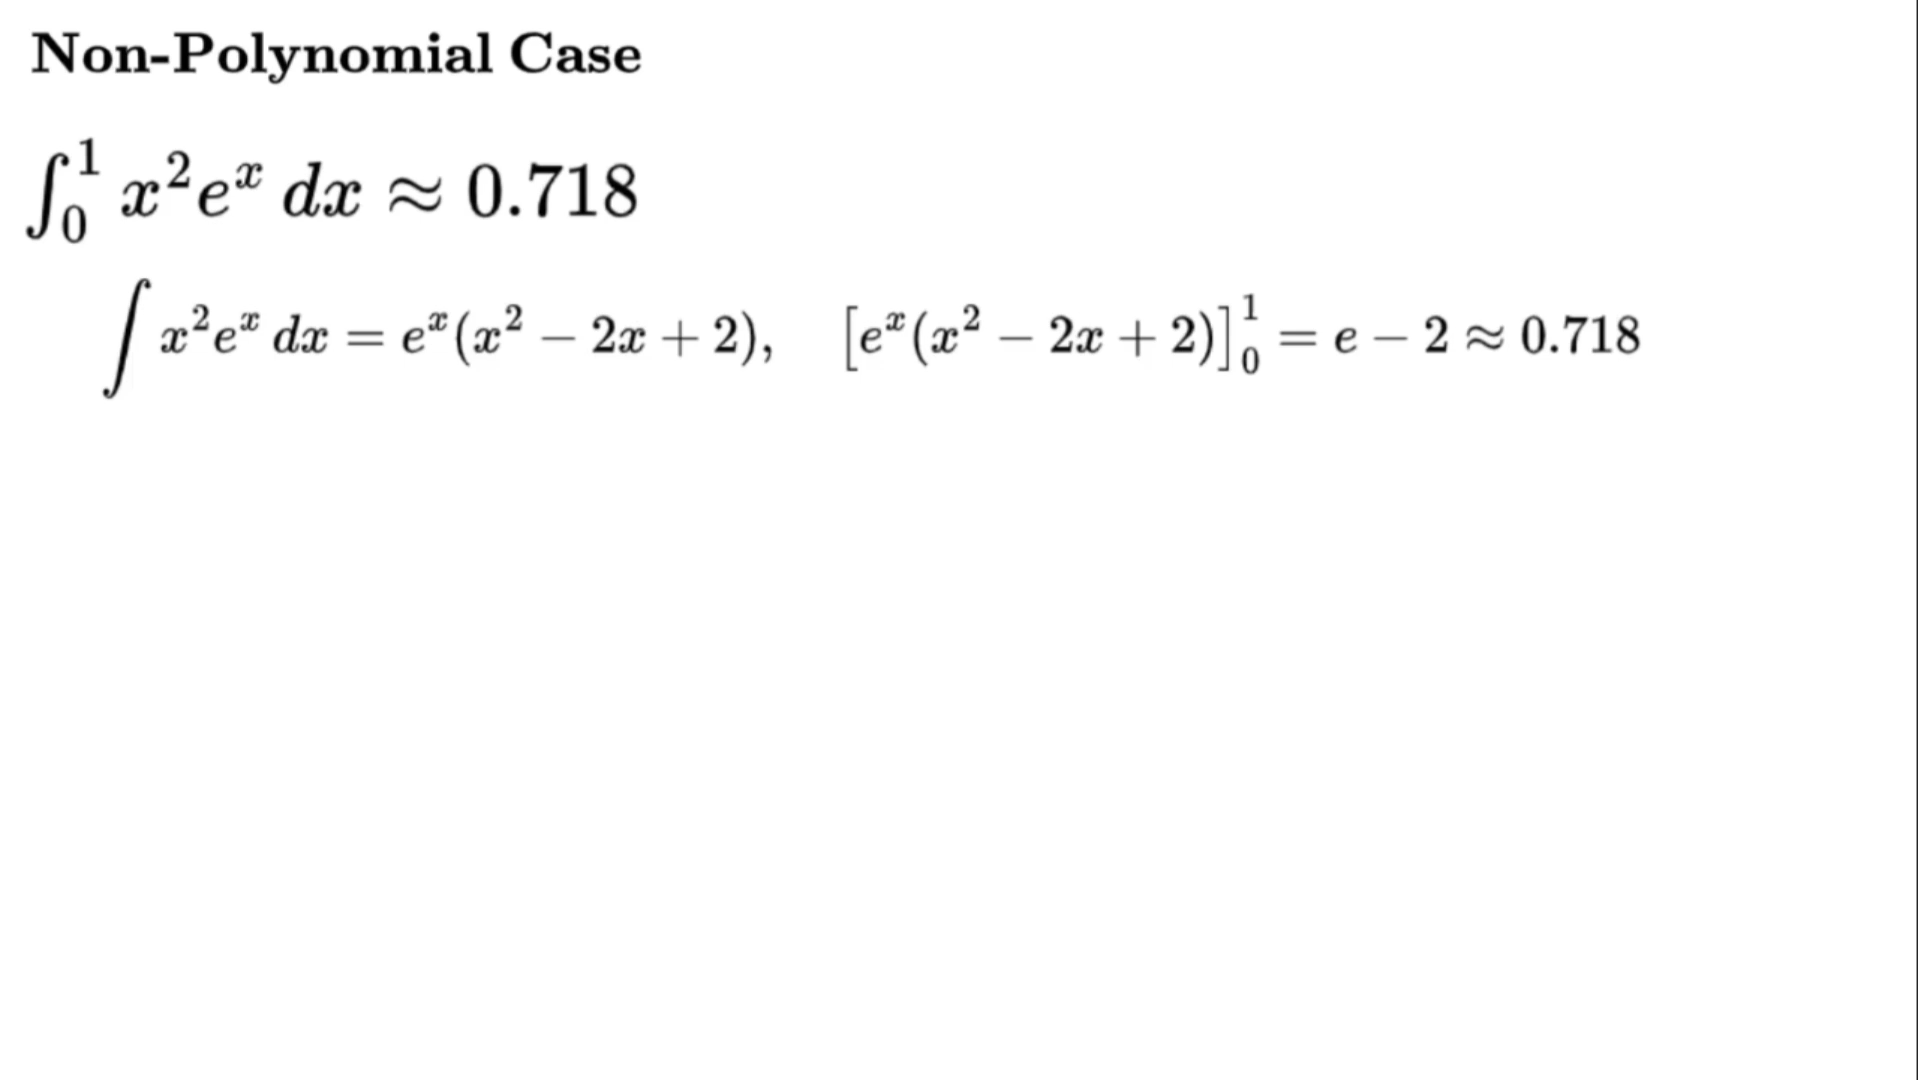 Non-Polynomial Case
∫₀¹ x²eˣ dx ≈ 0.718
∫ x²eˣ dx = eˣ(x² − 2x + 2), [eˣ(x² − 2x + 2)]₀¹ = e − 2 ≈ 0.718